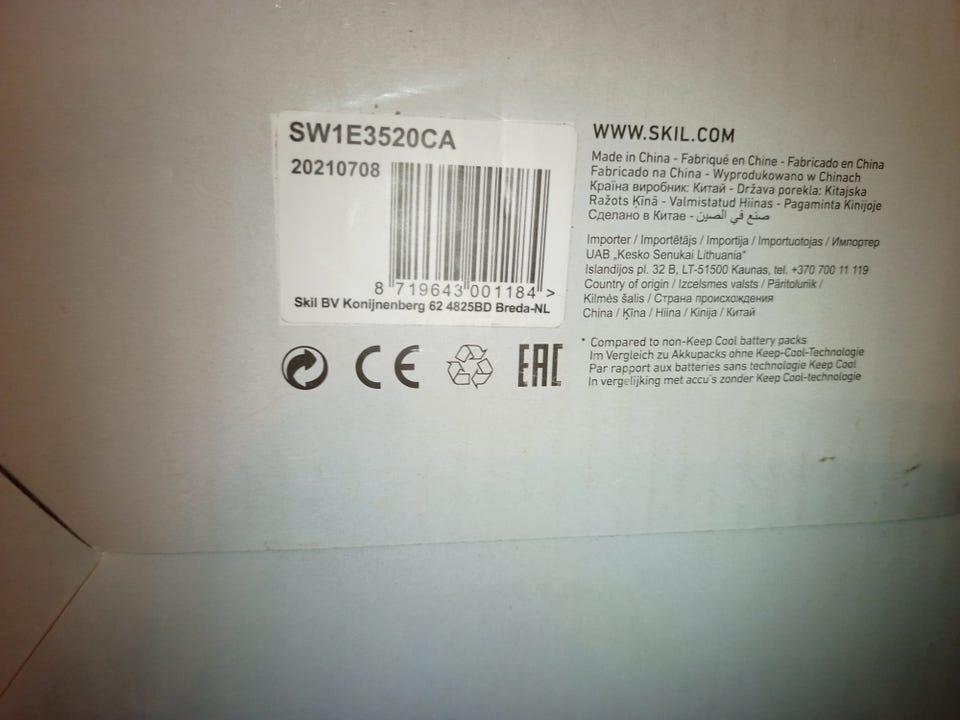 SW1E3520CA
20210708
8 719643 001184 >
Skil BV Konijnenberg 62 4825BD Breda-NL
CE
EAC
WWW.SKIL.COM
Made in China - Fabriqué en Chine - Fabricado en China
Fabricado na China - Wyprodukowano w Chinach
Країна виробник: Китай - Država porekla: Kitajska
Ražots Ķīnā - Valmistatud Hiinas - Pagaminta Kinijoje
Сделано в Китае - صنع في الصين
Importer / Importētājs / Importija / Importuotojas / Импортер
UAB „Kesko Senukai Lithuania“
Islandijos pl. 32 B, LT-51500 Kaunas, tel. +370 700 11 119
Country of origin / Izcelsmes valsts / Päritolunik /
Kilmės šalis / Страна происхождения
China / Ķīna / Hiina / Kinija / Китай
* Compared to non-Keep Cool battery packs
Im Vergleich zu Akkupacks ohne Keep-Cool-Technologie
Par rapport aux batteries sans technologie Keep Cool
In vergelijking met accu's zonder Keep Cool-technologie